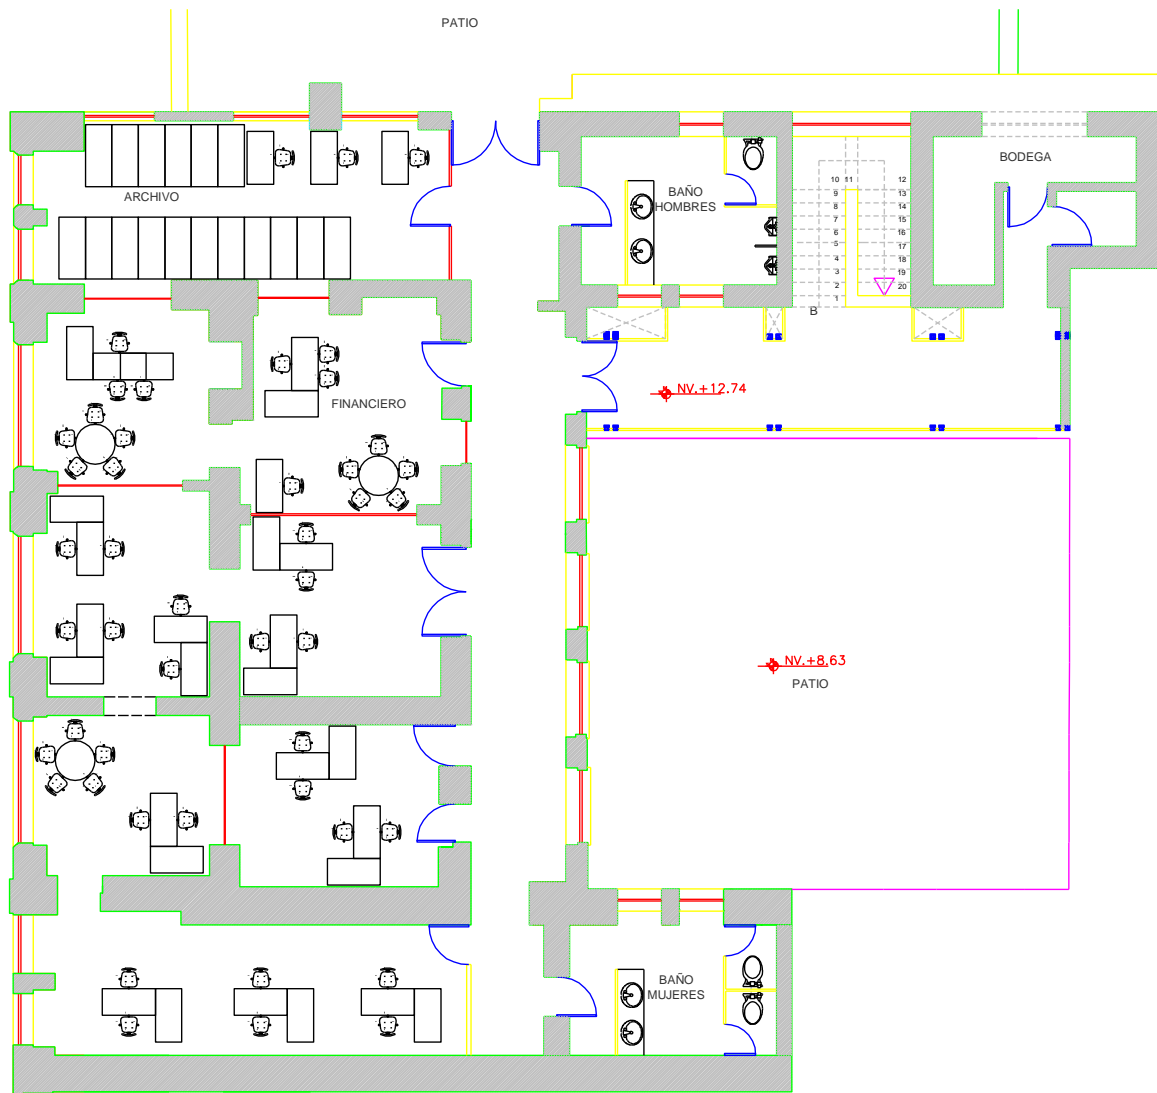 PATIO
BODEGA
ARCHIVO
BAÑO
HOMBRES
10 11 12
9 13
8 14
7 15
6 16
5 17
4 18
3 19
2 20
1
B
NV.+12.74
FINANCIERO
NV.+8.63
PATIO
BAÑO
MUJERES